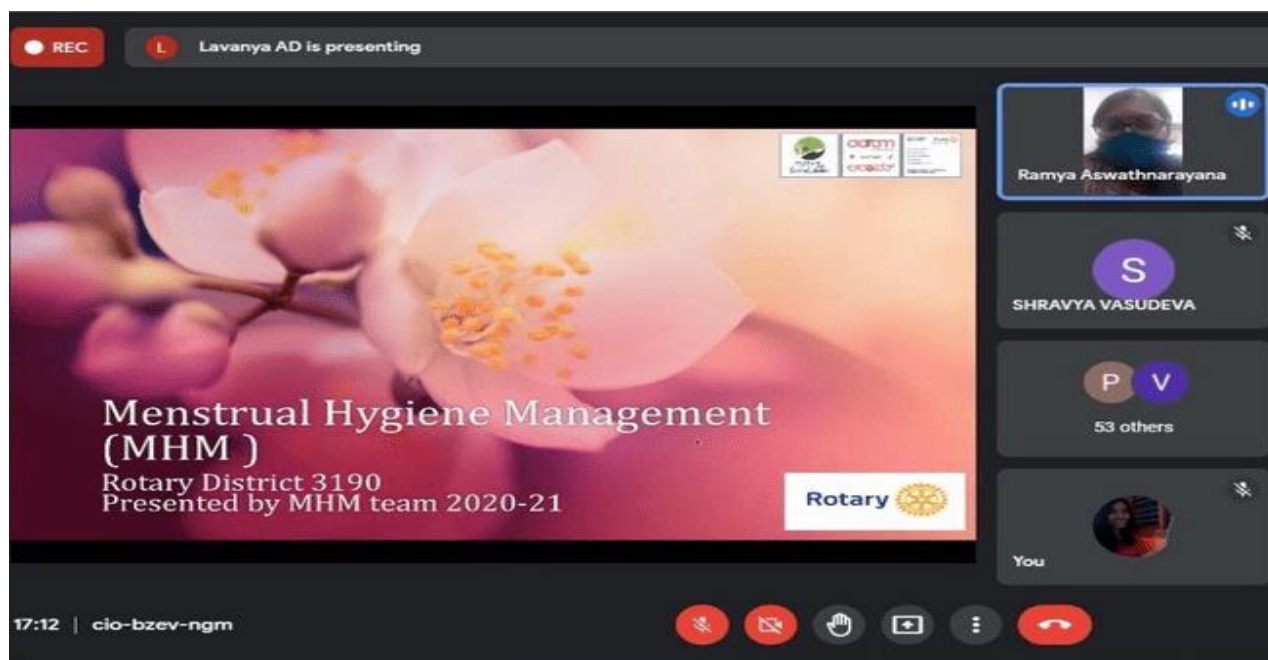 REC
L
Lavanya AD is presenting
Menstrual Hygiene Management
(MHM )
Rotary District 3190
Presented by MHM team 2020-21
Rotary
Ramya Aswathnarayana
S
SHRAVYA VASUDEVA
P V
53 others
You
17:12 | cio-bzev-ngm